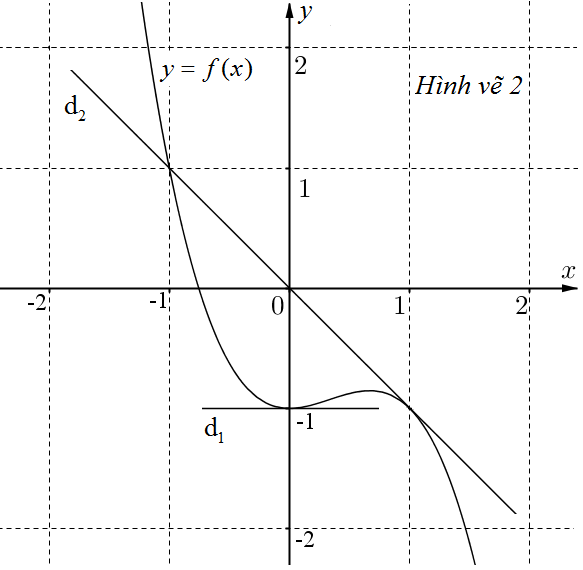 y
y = f(x)
2
Hình vẽ 2
d₂
1
x
-2
-1
0
1
2
-1
d₁
-2